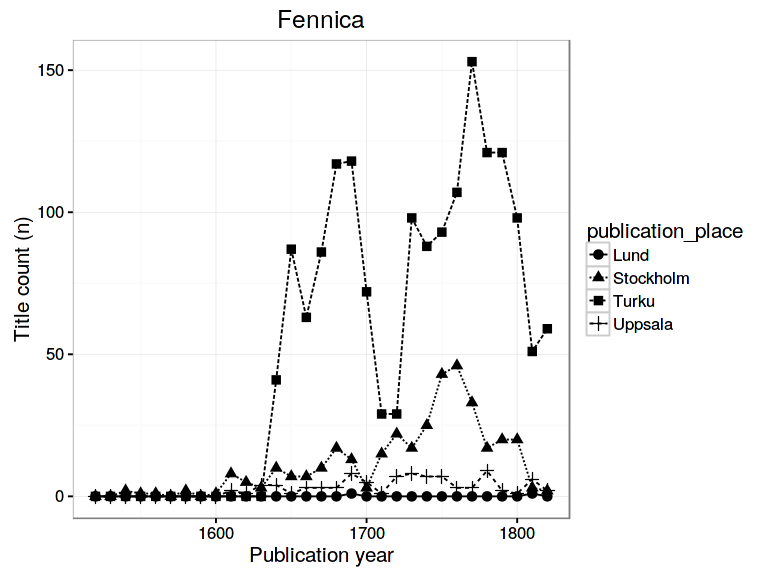 Fennica
150
100
50
0
Title count (n)
1600
1700
1800
Publication year
publication_place
Lund
Stockholm
Turku
Uppsala